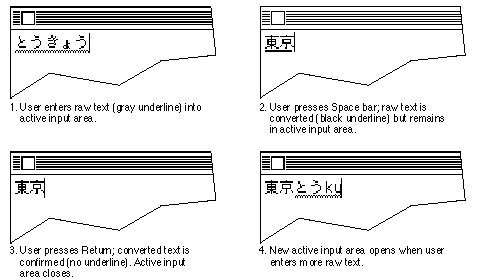 とうきょう
1. User enters raw text (gray underline) into
active input area.
東京
2. User presses Space bar; raw text is
converted (black underline) but remains
in active input area.
東京
3. User presses Return; converted text is
confirmed (no underline). Active input
area closes.
東京とうky
4. New active input area opens when user
enters more raw text.